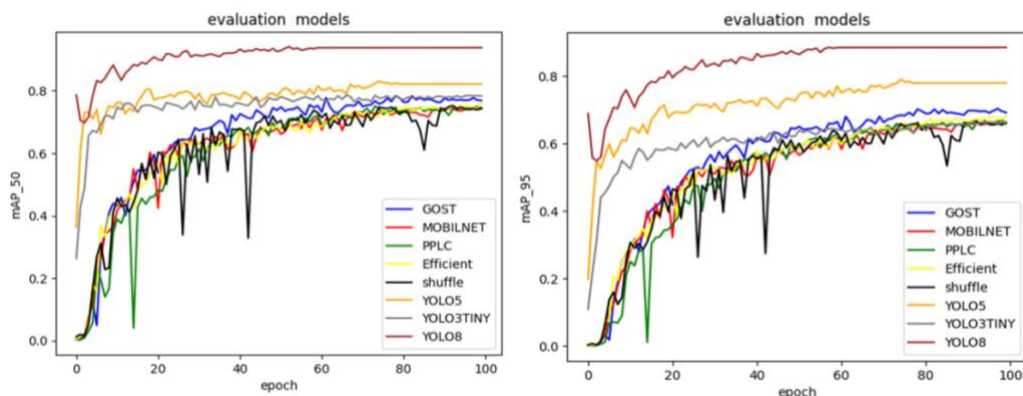 evaluation models
mAP_50
0.8
0.6
0.4
0.2
0.0
0
20
40
60
80
100
epoch
GOST
MOBILNET
PPLC
Efficient
shuffle
YOLO5
YOLO3TINY
YOLO8
evaluation models
mAP_95
0.8
0.6
0.4
0.2
0.0
0
20
40
60
80
100
epoch
GOST
MOBILNET
PPLC
Efficient
shuffle
YOLO5
YOLO3TINY
YOLO8